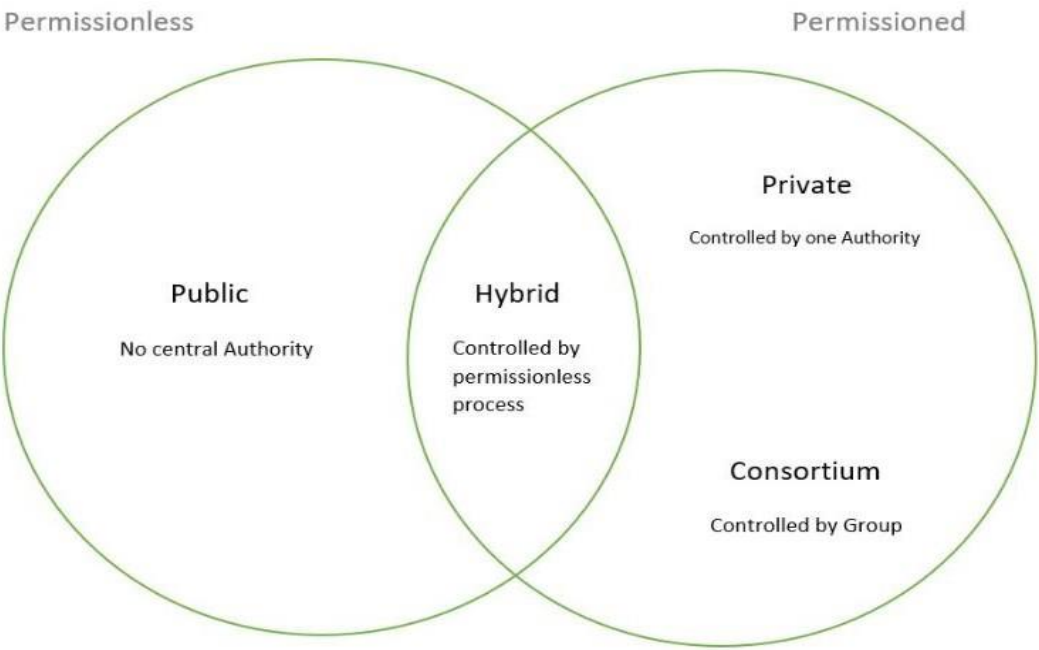 Permissionless
Permissioned
Public
No central Authority
Hybrid
Controlled by
permissionless
process
Private
Controlled by one Authority
Consortium
Controlled by Group